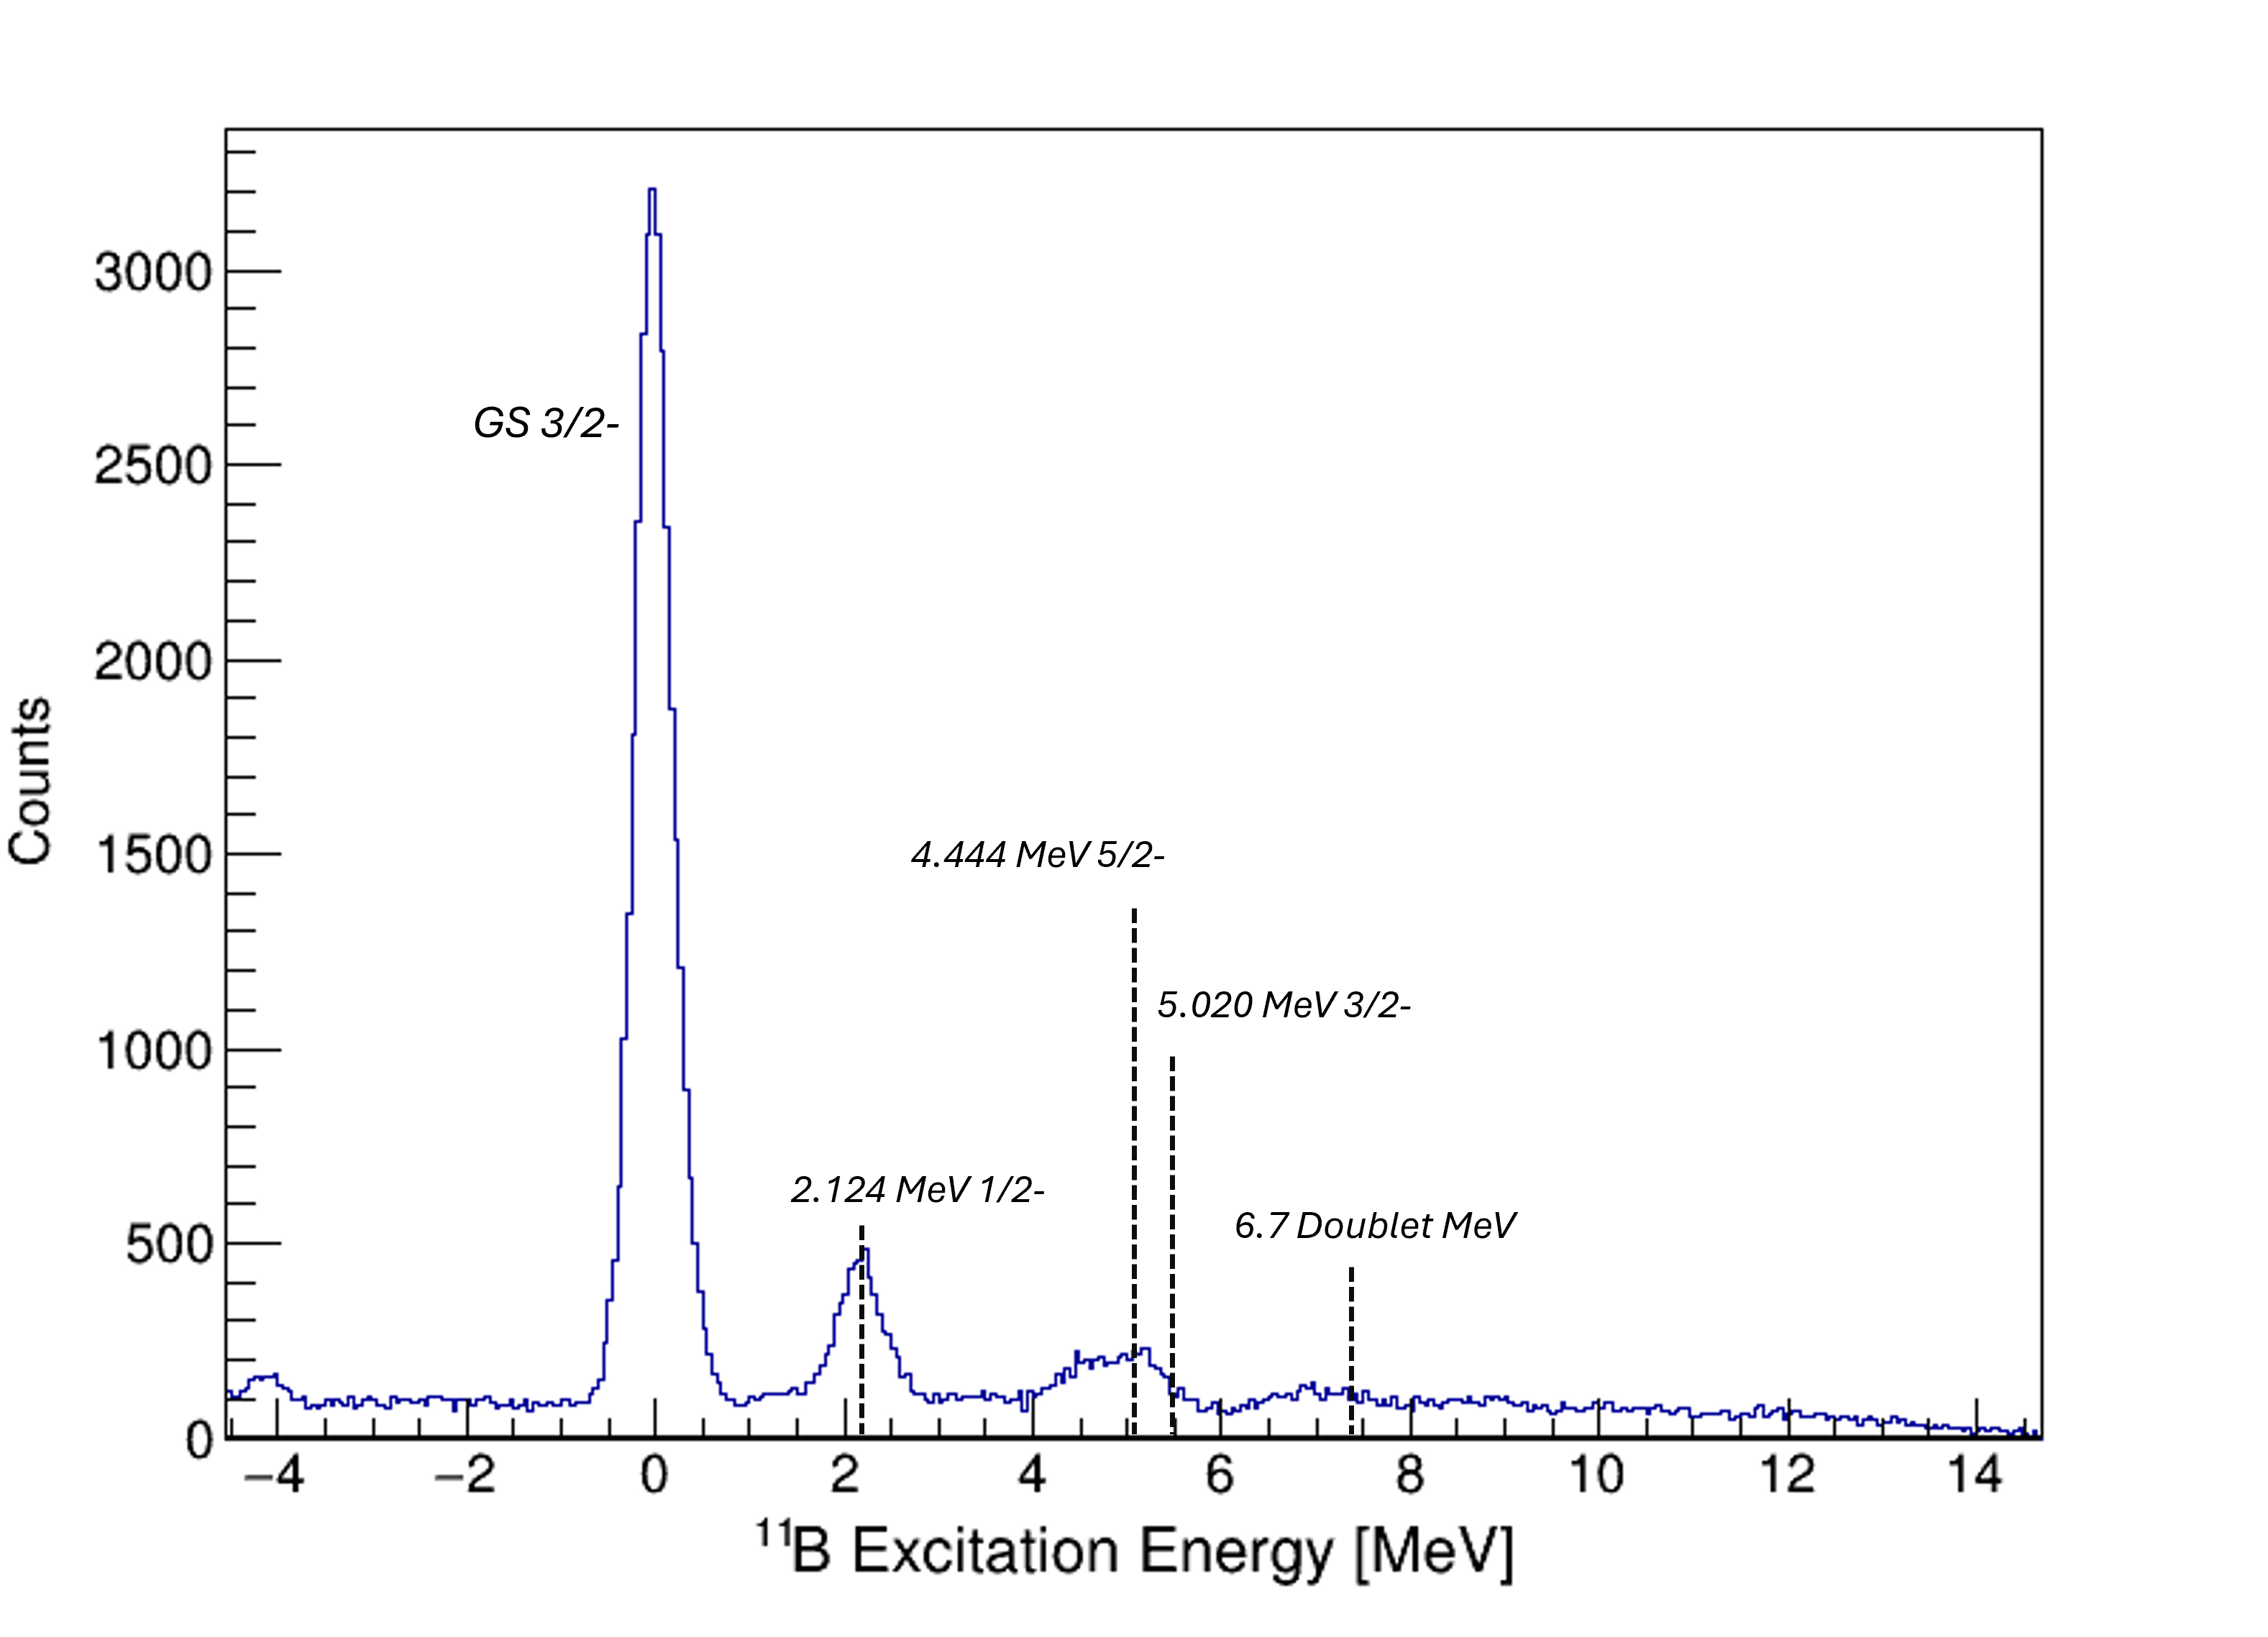 3000
GS 3/2-
2500
2000
Counts
1500
4.444 MeV 5/2-
5.020 MeV 3/2-
1000
2.124 MeV 1/2-
6.7 Doublet MeV
500
0
−4 −2 0 2 4 6 8 10 12 14
¹¹B Excitation Energy [MeV]